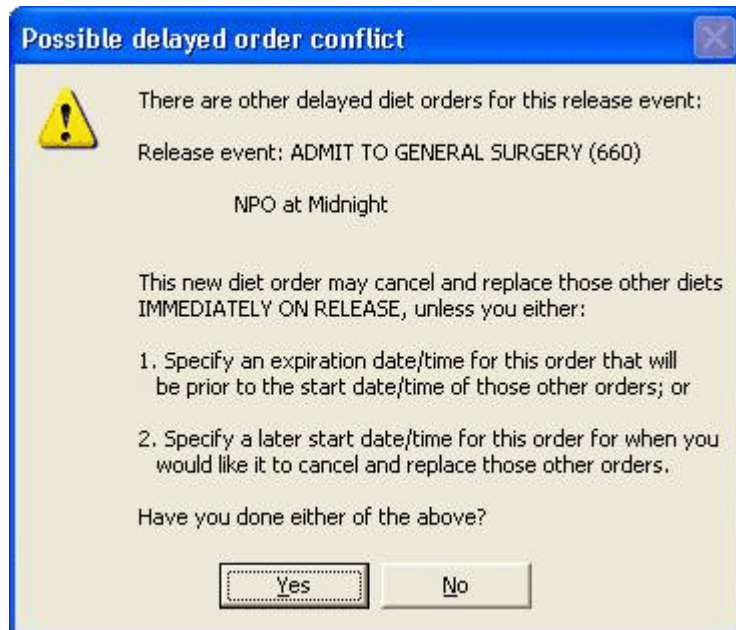 Possible delayed order conflict
There are other delayed diet orders for this release event:
Release event: ADMIT TO GENERAL SURGERY (660)
NPO at Midnight
This new diet order may cancel and replace those other diets
IMMEDIATELY ON RELEASE, unless you either:
1. Specify an expiration date/time for this order that will
be prior to the start date/time of those other orders; or
2. Specify a later start date/time for this order for when you
would like it to cancel and replace those other orders.
Have you done either of the above?
Yes No